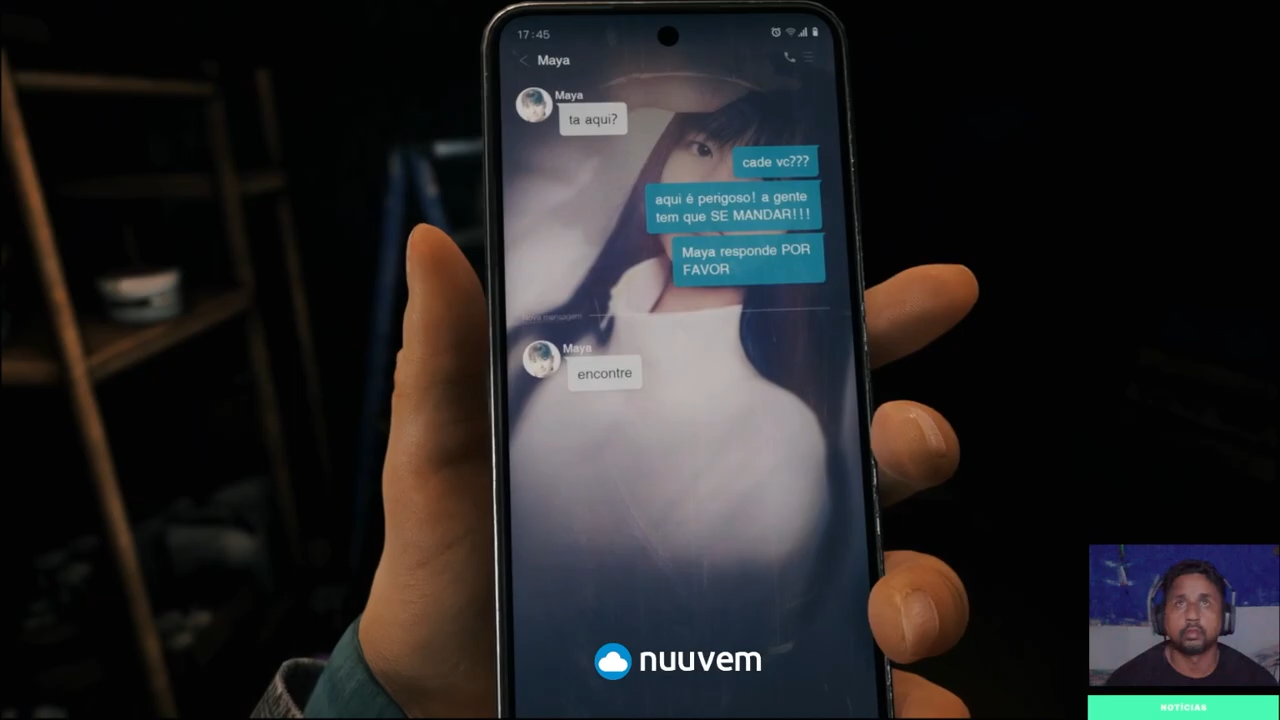 17:45
Maya
Maya
ta aqui?
cade vc???
aqui é perigoso! a gente
tem que SE MANDAR!!!
Maya responde POR
FAVOR
mensagem
Maya
encontre
nuuvem
NOTÍCIAS